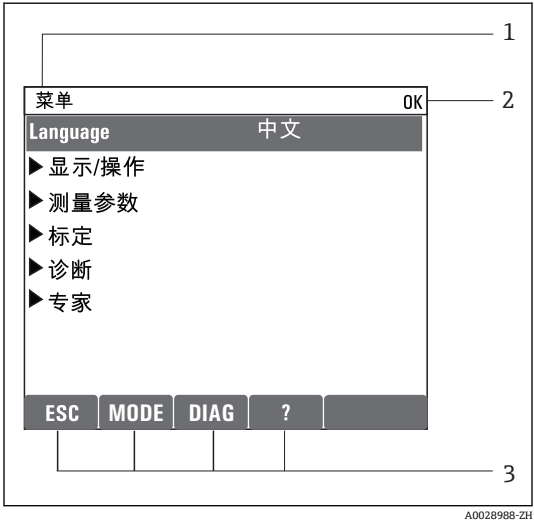 1
菜单 OK 2
Language 中文
▶显示/操作
▶测量参数
▶标定
▶诊断
▶专家
ESC MODE DIAG ?
3
A0028988-ZH